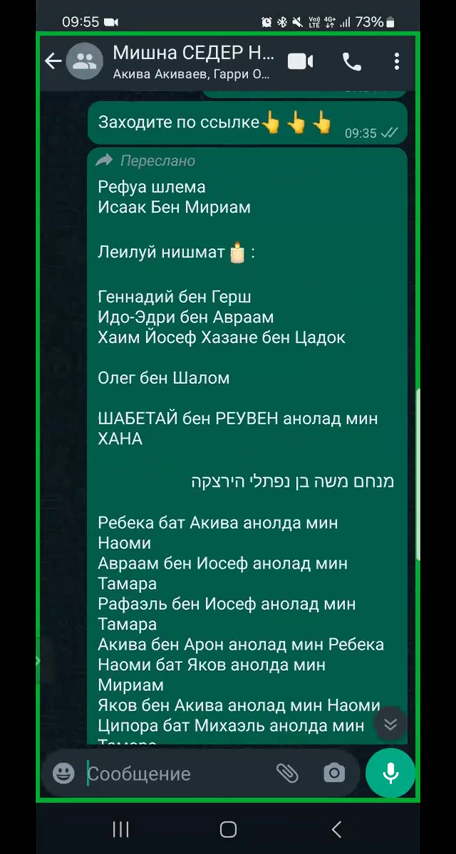 09:55
Vo)) LTE 4G+ 73%
Мишна СЕДЕР Н...
Акива Акиваев, Гарри О...
Заходите по ссылке👆👆👆
09:35
Переслано
Рефуа шлема
Исаак Бен Мириам
Леилуй нишмат🕯️:
Геннадий бен Герш
Идо-Эдри бен Авраам
Хаим Йосеф Хазане бен Цадок
Олег бен Шалом
ШАБЕТАЙ бен РЕУВЕН анолад мин
ХАНА
מנחם משה בן נפתלי הירצקה
Ребека бат Акива анолда мин
Наоми
Авраам бен Иосеф анолад мин
Тамара
Рафаэль бен Иосеф анолад мин
Тамара
Акива бен Арон анолад мин Ребека
Наоми бат Яков анолда мин
Мириам
Яков бен Акива анолад мин Наоми
Ципора бат Михаэль анолда мин
Тамара
Сообщение